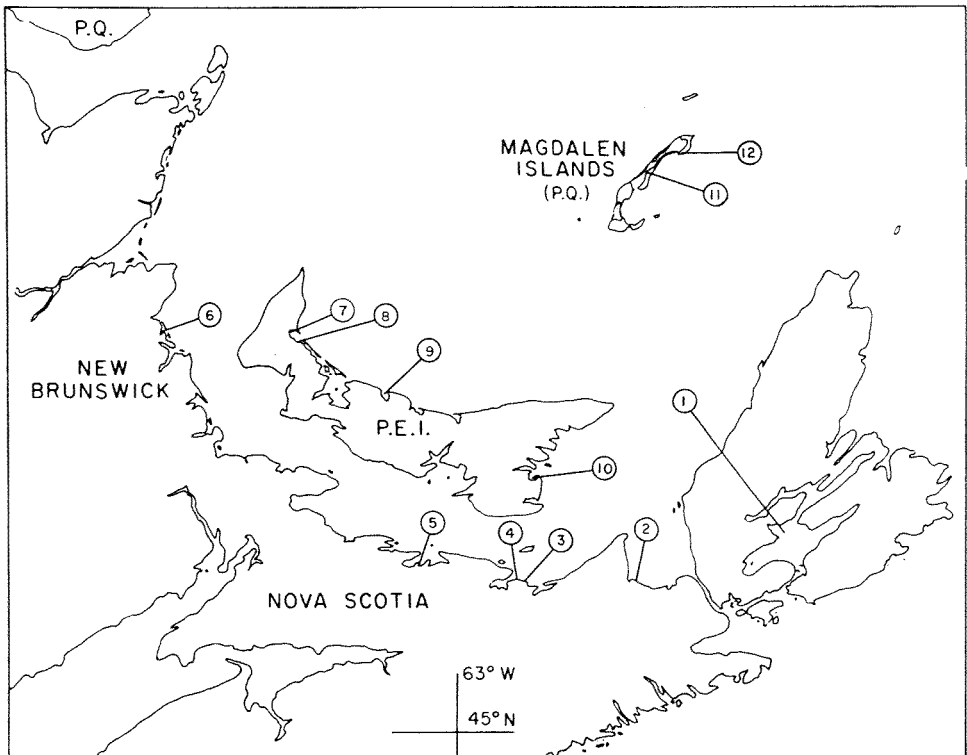 P.Q.
MAGDALEN
ISLANDS
(P.Q.)
12
11
6
7
8
9
NEW
BRUNSWICK
P.E.I.
1
10
5
4
3
2
NOVA SCOTIA
63° W
45° N